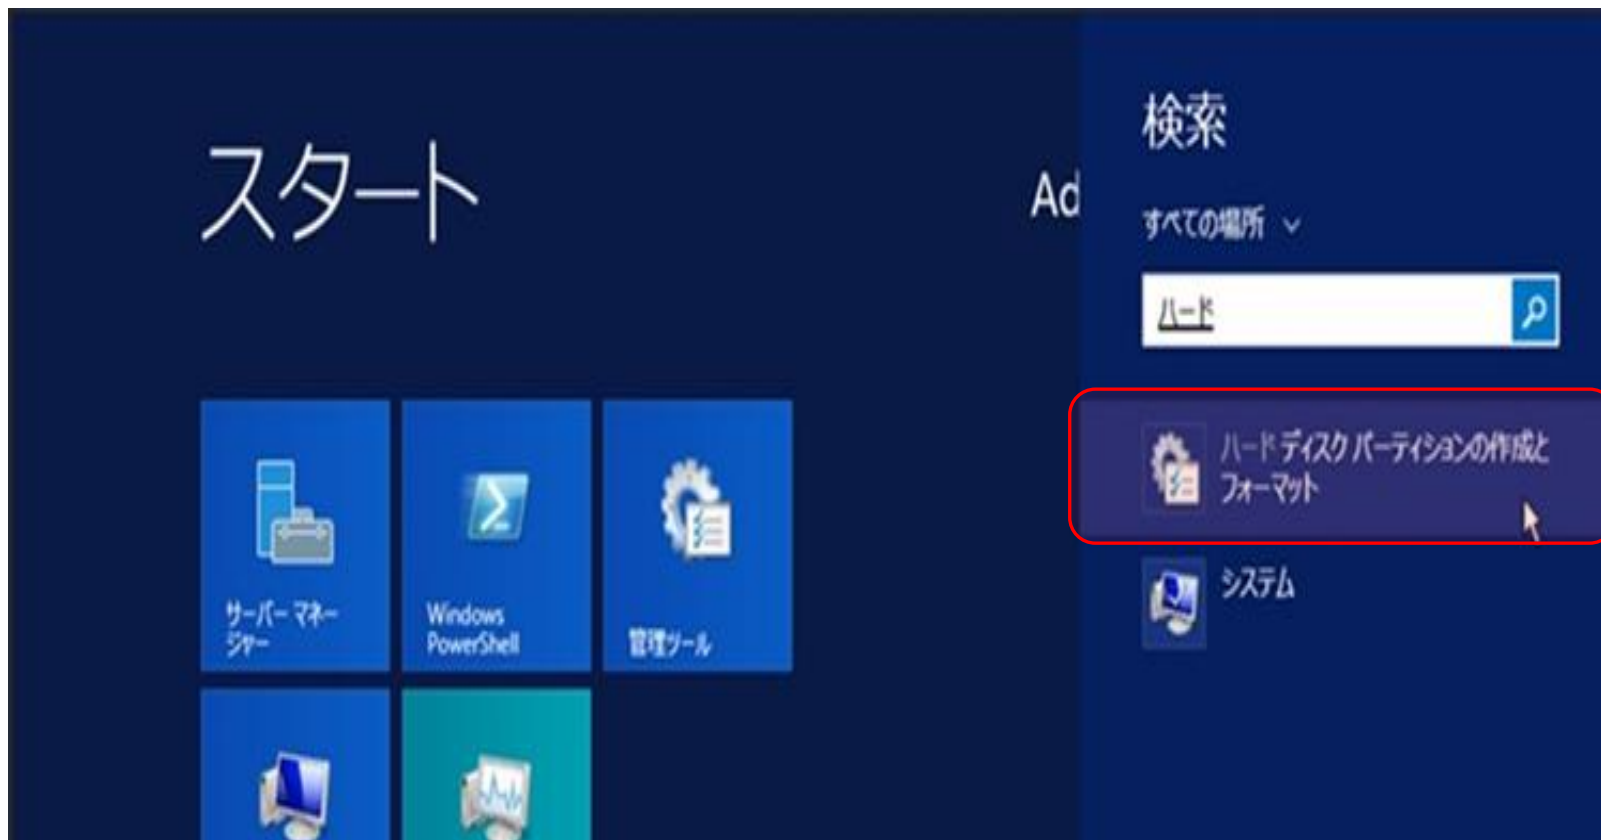 スタート
Ad
サーバー マネー
ジャー
Windows
PowerShell
管理ツール
検索
すべての場所
ハード
ハード ディスク パーティションの作成と
フォーマット
システム